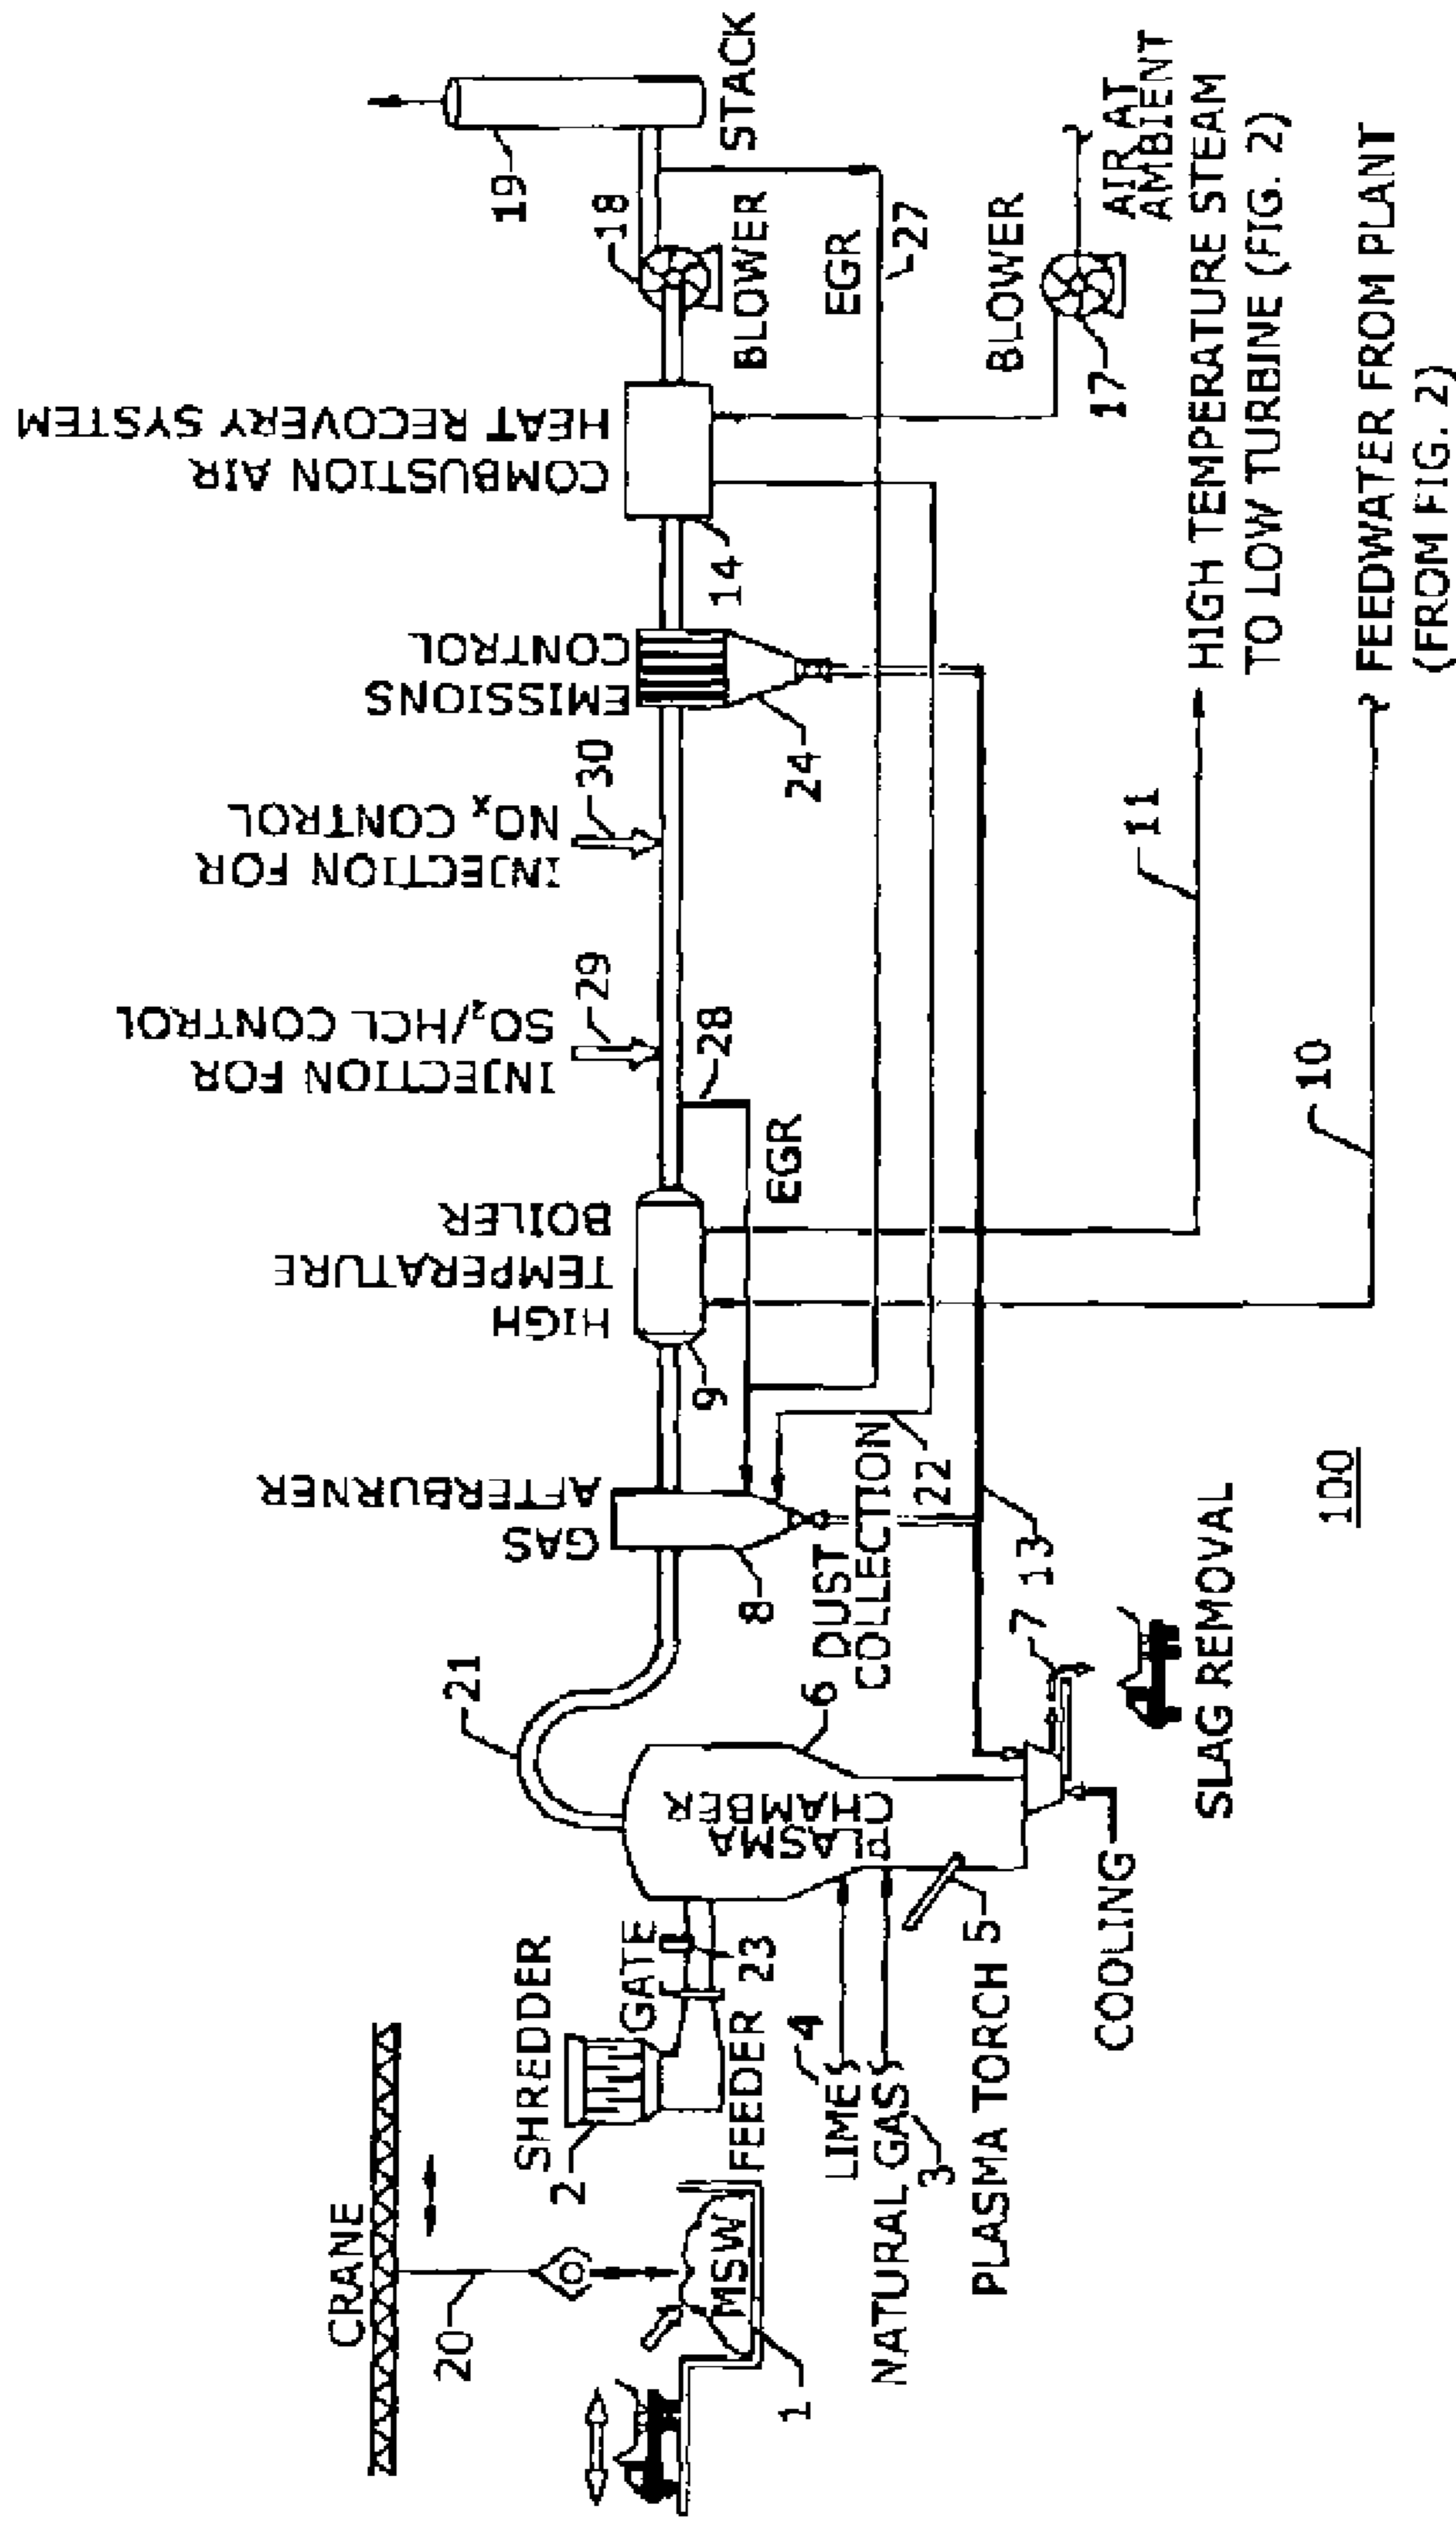 CRANE
20
MSW
1
SHREDDER
2
GATE
FEEDER 23
LIME
4
NATURAL GAS
3
PLASMA TORCH 5
COOLING
PLASMA
CHAMBER
6
21
7
SLAG REMOVAL
GAS
AFTERBURNER
8
DUST
COLLECTION
22
13
HIGH
TEMPERATURE
BOILER
9
EGR
28
INJECTION FOR
SO₂/HCL CONTROL
29
INJECTION FOR
NOₓ CONTROL
30
EMISSIONS
CONTROL
24
COMBUSTION AIR
HEAT RECOVERY SYSTEM
14
BLOWER
18
19
STACK
EGR
27
BLOWER
17
AIR AT
AMBIENT
11
HIGH TEMPERATURE STEAM
TO LOW TURBINE (FIG. 2)
10
FEEDWATER FROM PLANT
(FROM FIG. 2)
100